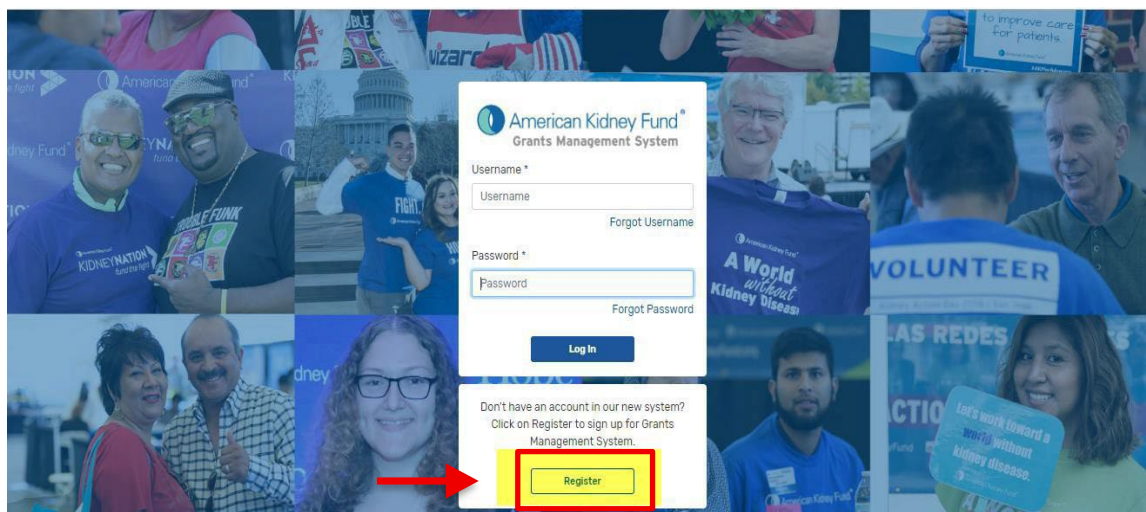 to improve care
for patients.
American Kidney Fund®
Grants Management System
Username *
Username
Forgot Username
Password *
Password
Forgot Password
Log In
Don't have an account in our new system?
Click on Register to sign up for Grants
Management System.
Register
wizard
FIGHT.
TROUBLE FUNK
KIDNEYNATION
fund the fight
American Kidney Fund
A World
without
Kidney Disease
VOLUNTEER
LAS REDES
Let's work toward a
world without
kidney disease.
American Kidney Fund